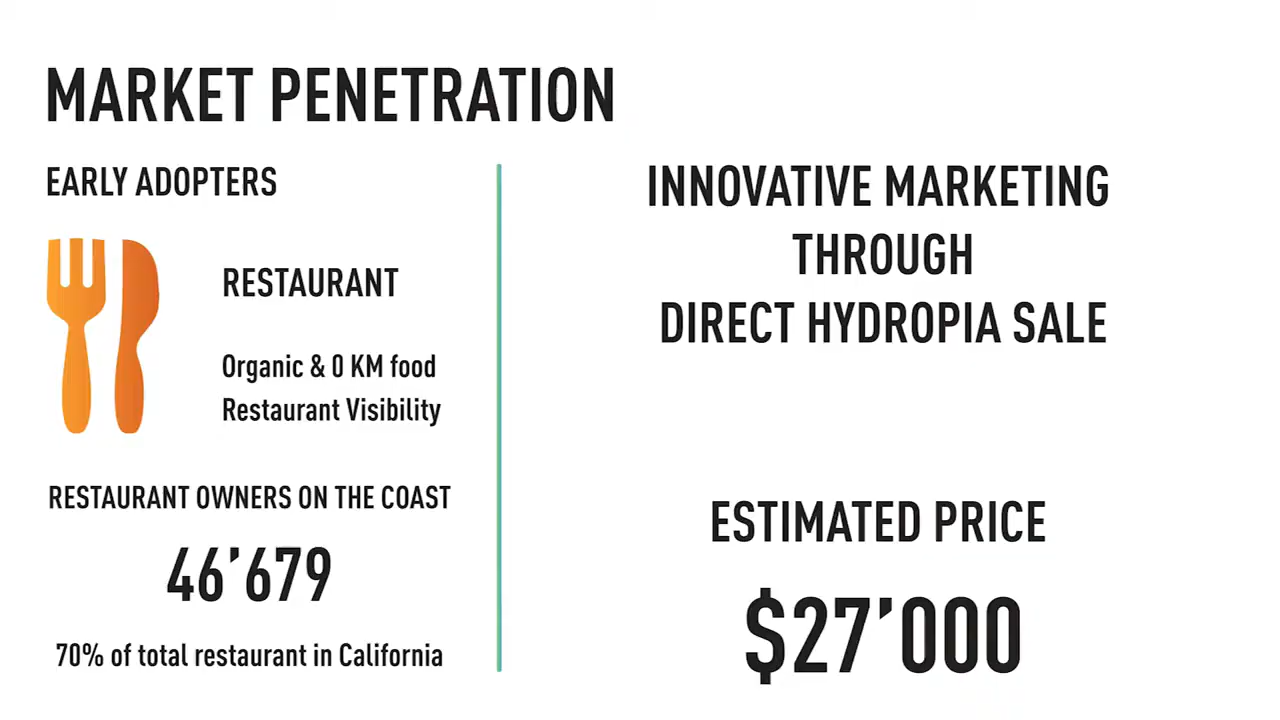 MARKET PENETRATION
EARLY ADOPTERS
RESTAURANT
Organic & 0 KM food
Restaurant Visibility
RESTAURANT OWNERS ON THE COAST
46’679
70% of total restaurant in California
INNOVATIVE MARKETING
THROUGH
DIRECT HYDROPIA SALE
ESTIMATED PRICE
$27’000